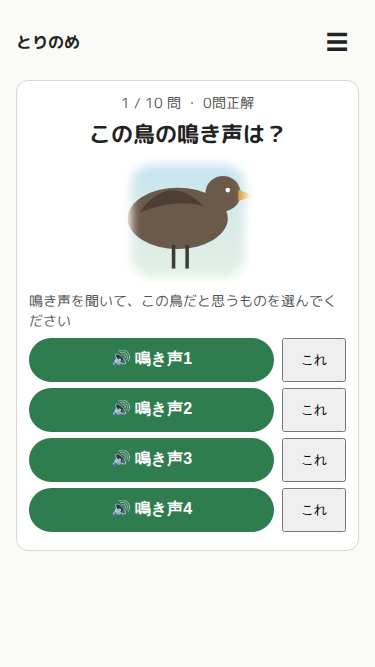 とりのめ
1 / 10 問 · 0問正解
この鳥の鳴き声は？
鳴き声を聞いて、この鳥だと思うものを選んでく
ださい
🔊 鳴き声1
これ
🔊 鳴き声2
これ
🔊 鳴き声3
これ
🔊 鳴き声4
これ